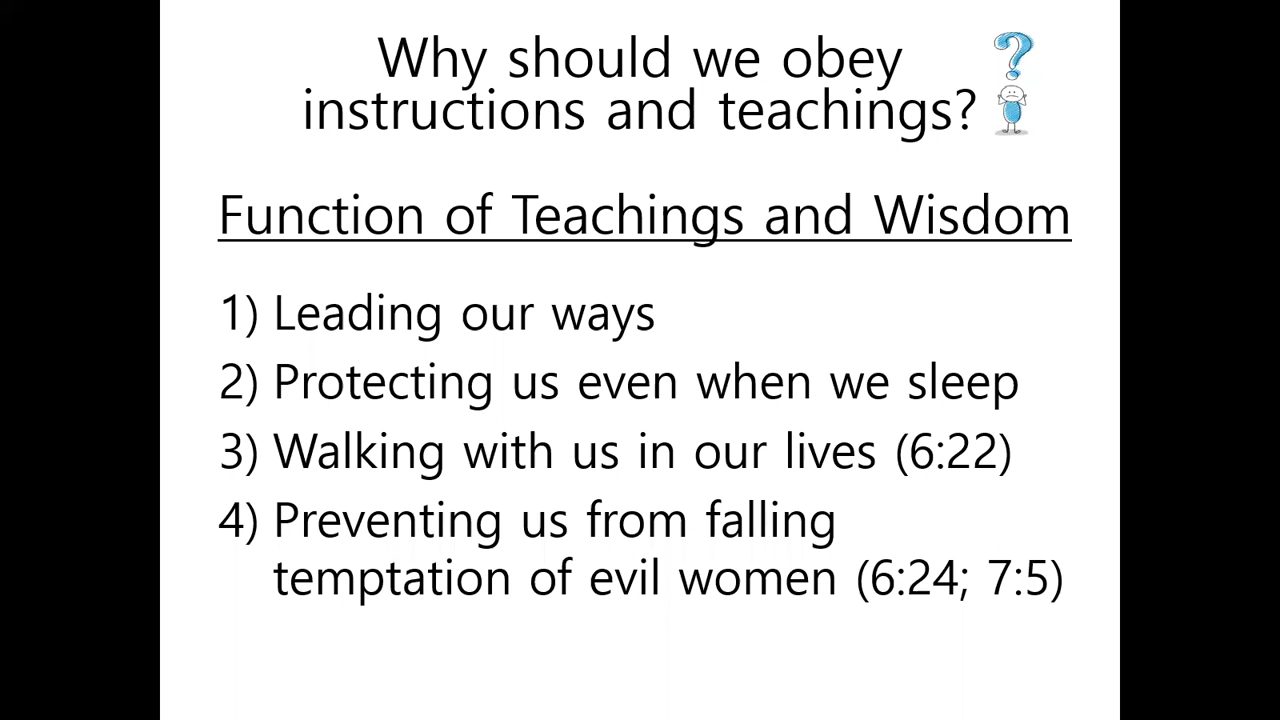 Why should we obey
instructions and teachings?
Function of Teachings and Wisdom
1) Leading our ways
2) Protecting us even when we sleep
3) Walking with us in our lives (6:22)
4) Preventing us from falling
temptation of evil women (6:24; 7:5)